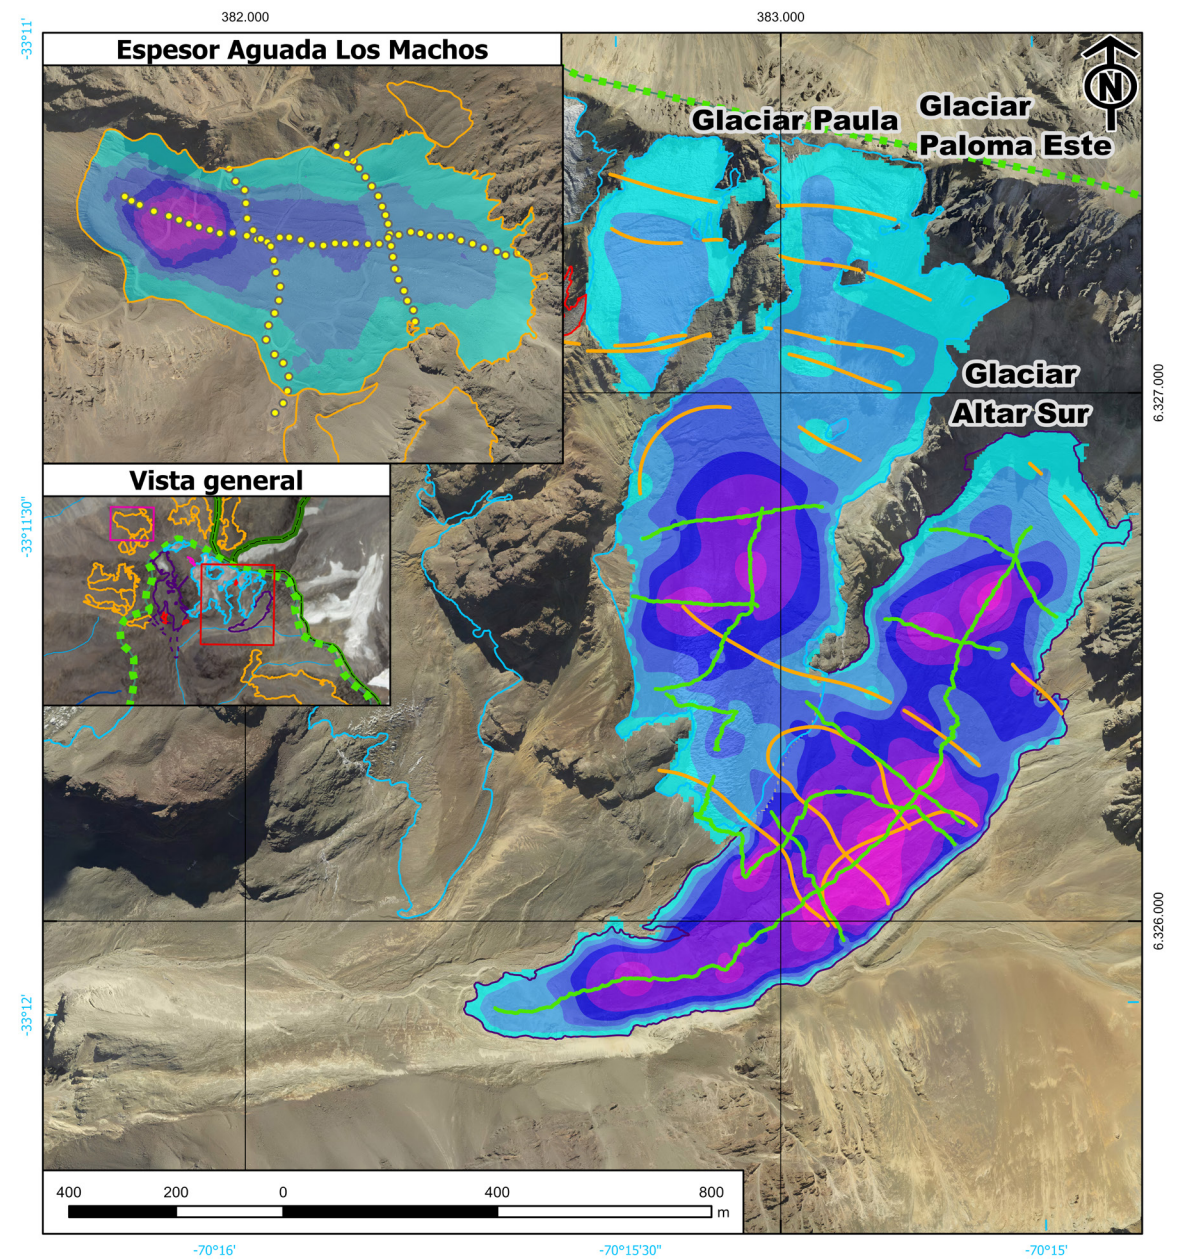 382.000
383.000
-33°11'
Espesor Aguada Los Machos
N
Glaciar Paula
Glaciar
Paloma Este
Glaciar
Altar Sur
6.327.000
Vista general
-33°11'30"
6.326.000
-33°12'
400 200 0 400 800 m
-70°16'
-70°15'30"
-70°15'